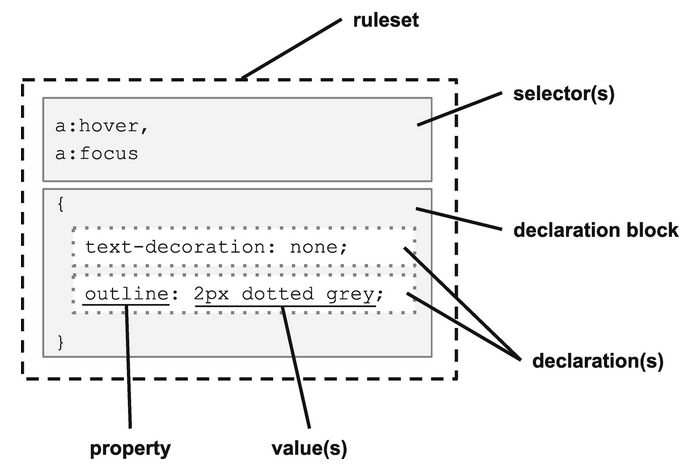 ruleset
selector(s)
a:hover,
a:focus
{
declaration block
text-decoration: none;
outline: 2px dotted grey;
}
declaration(s)
property
value(s)